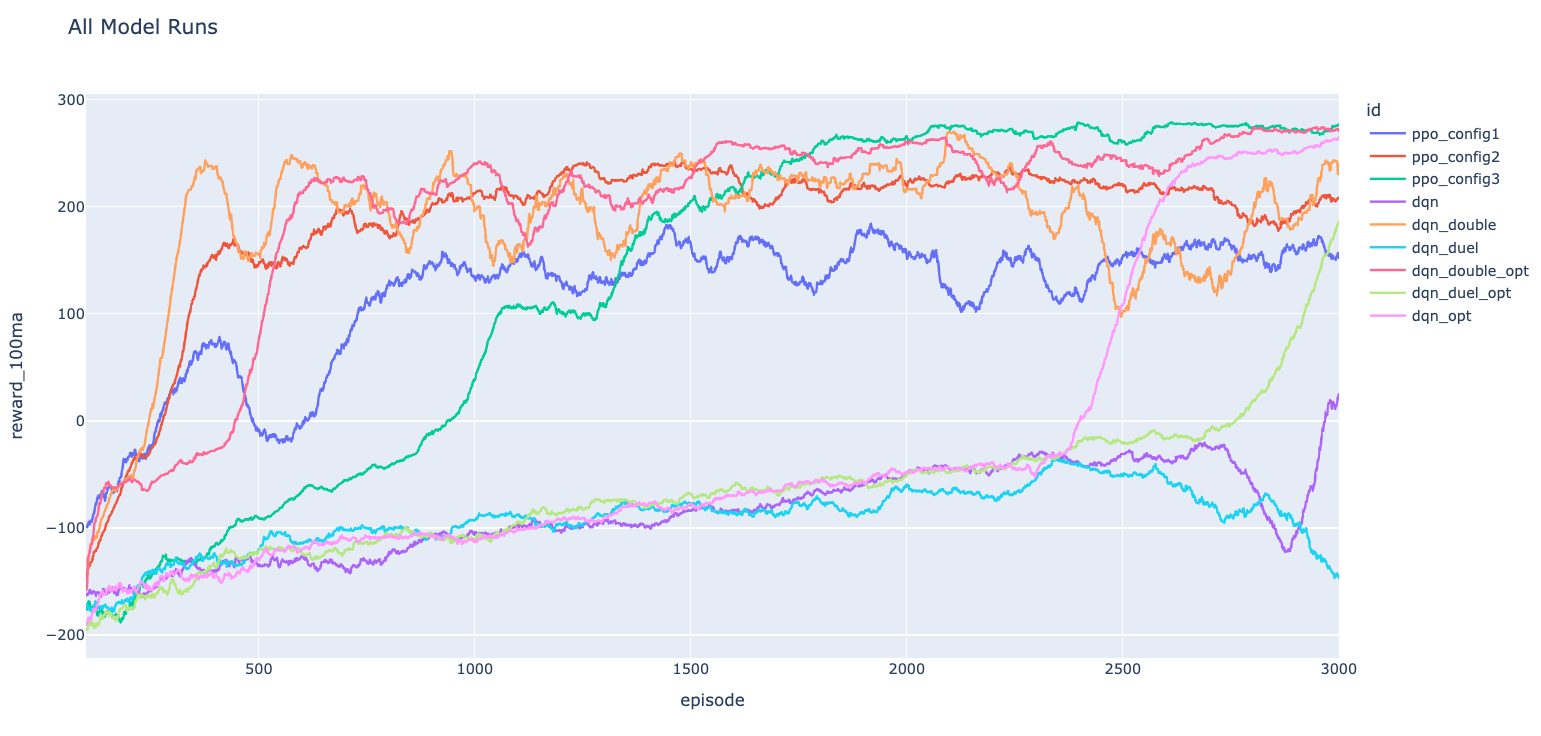 All Model Runs
300
200
100
0
−100
−200
reward_100ma
500
1000
1500
2000
2500
3000
episode
id
ppo_config1
ppo_config2
ppo_config3
dqn
dqn_double
dqn_duel
dqn_double_opt
dqn_duel_opt
dqn_opt